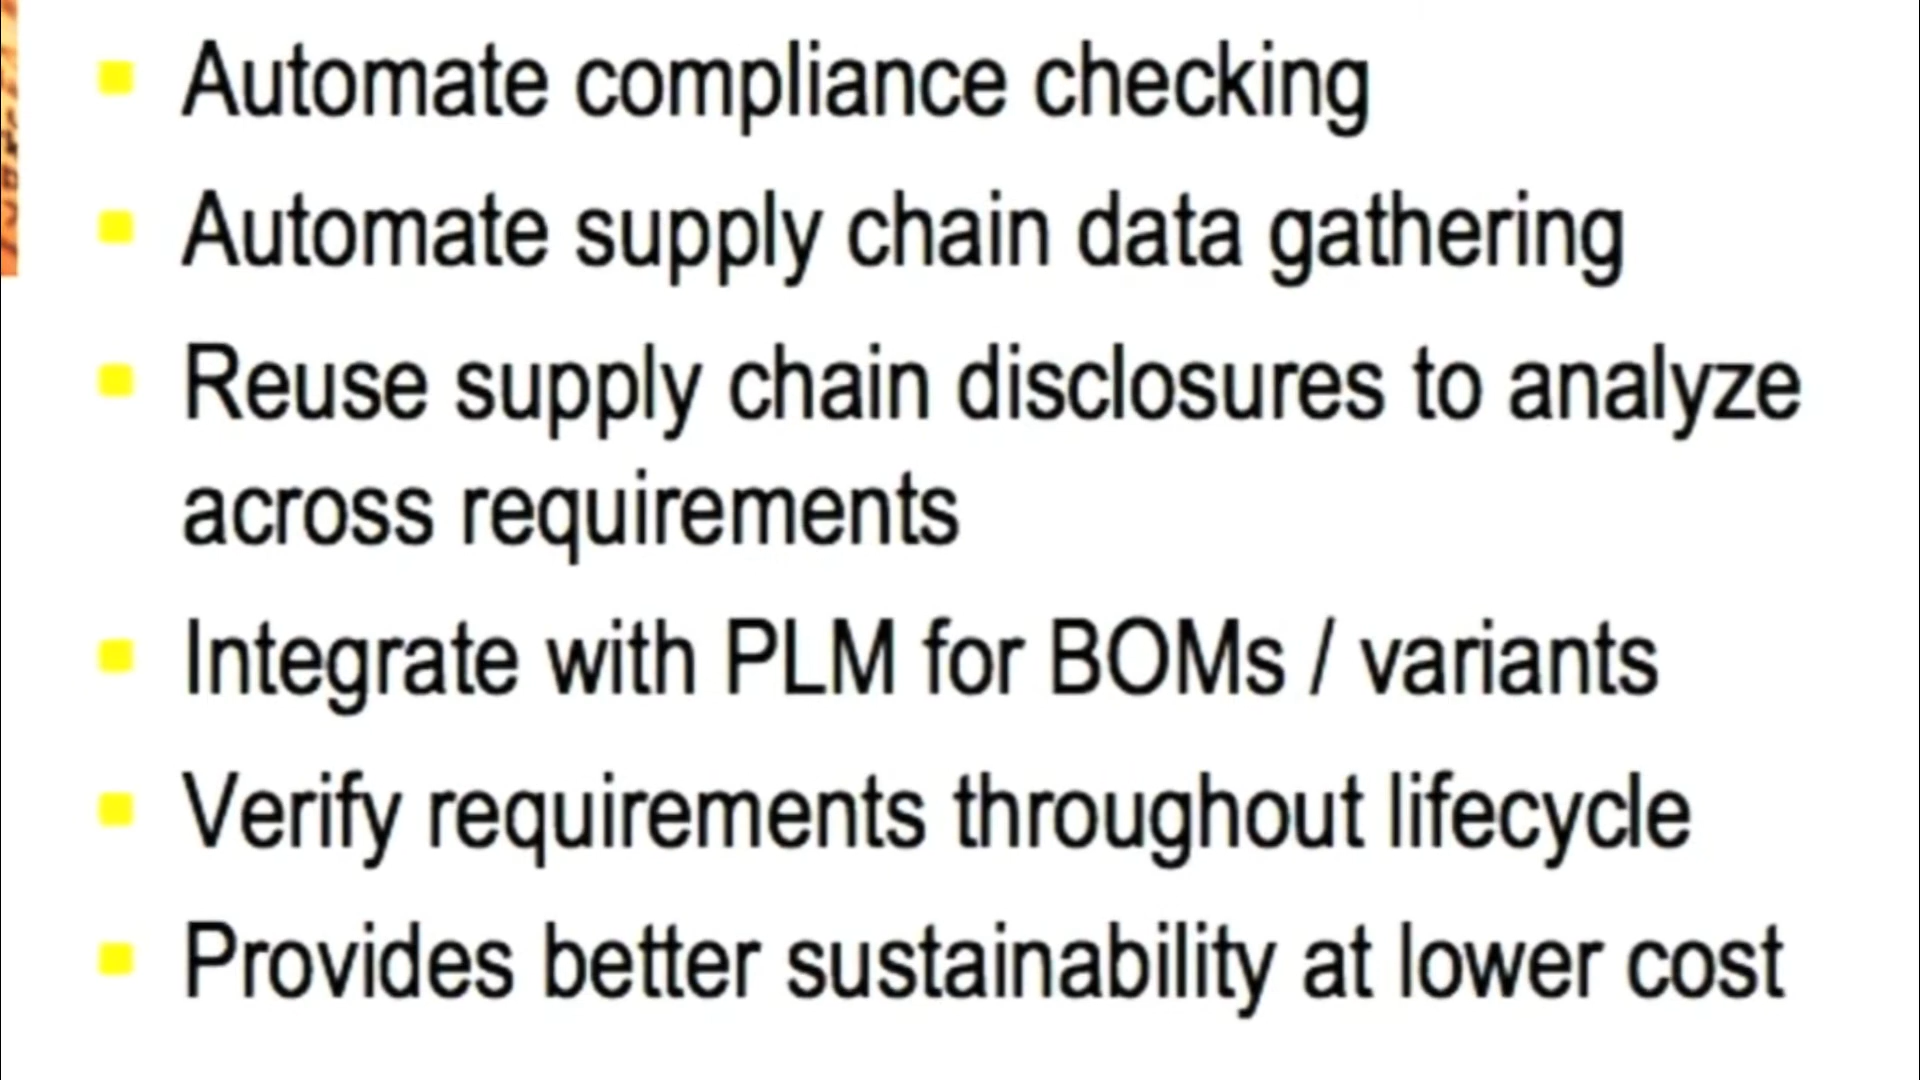 Automate compliance checking
Automate supply chain data gathering
Reuse supply chain disclosures to analyze
across requirements
Integrate with PLM for BOMs / variants
Verify requirements throughout lifecycle
Provides better sustainability at lower cost